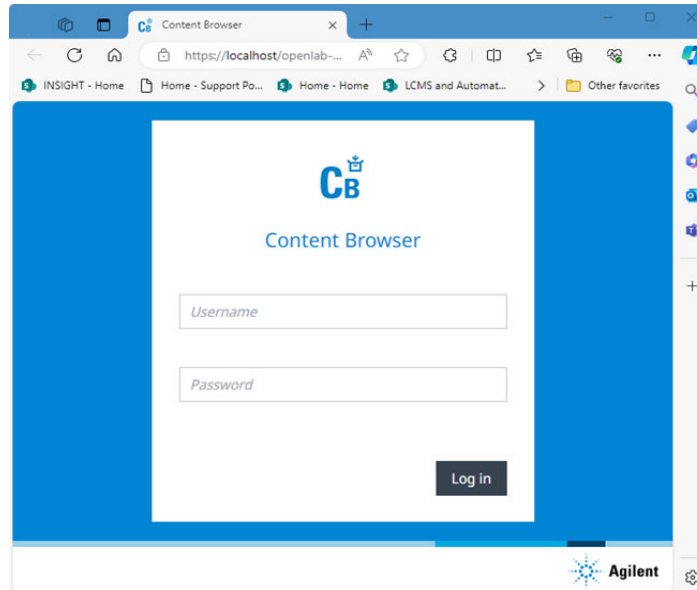 Content Browser
https://localhost/openlab-...
INSIGHT - Home
Home - Support Po...
Home - Home
LCMS and Automat...
Other favorites
CB
Content Browser
Username
Password
Log in
Agilent